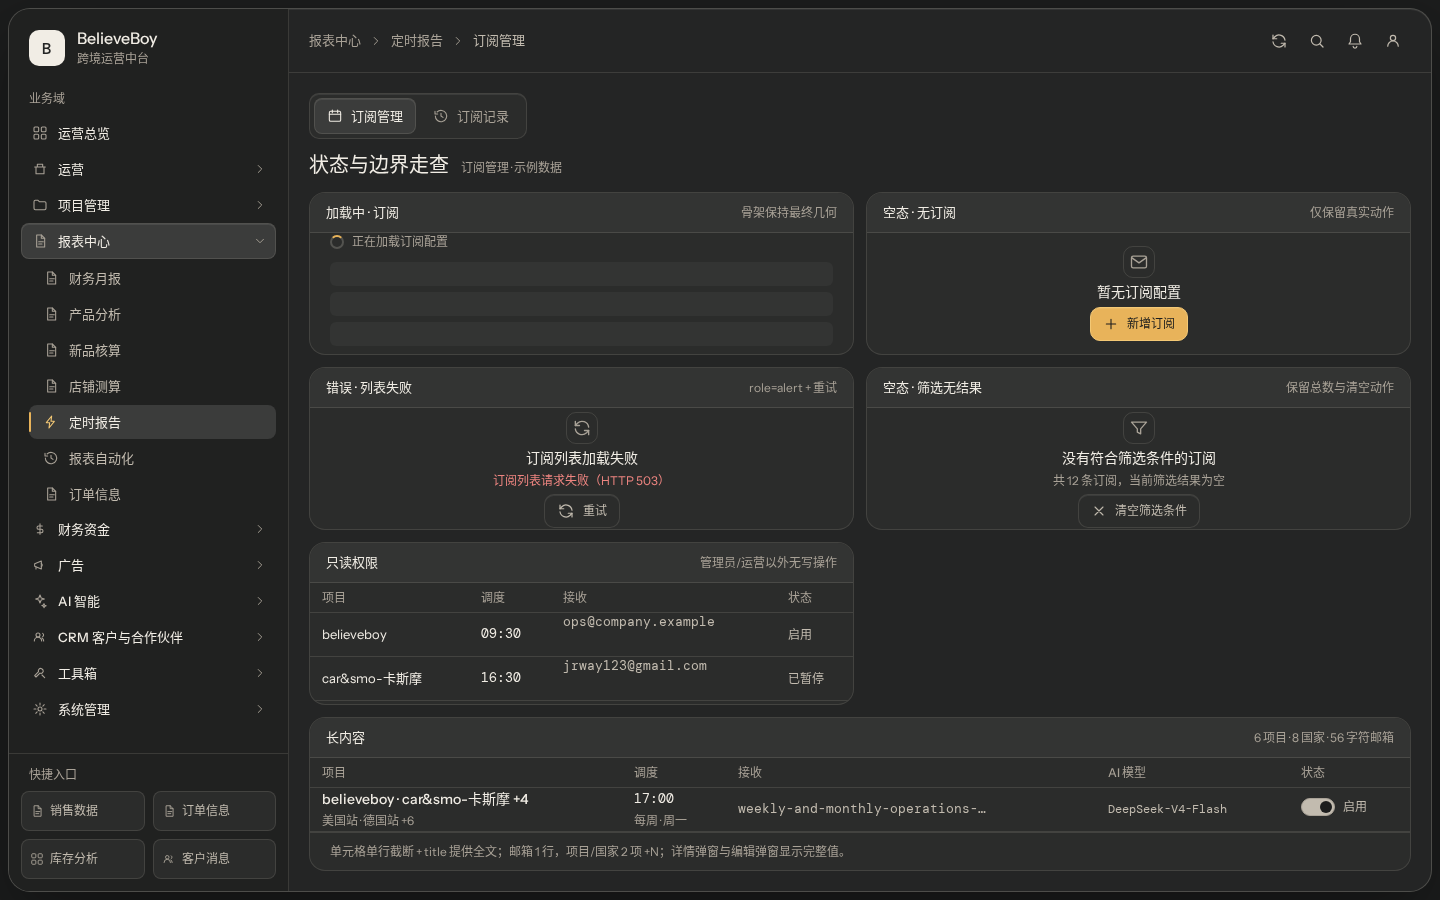 B
BelieveBoy
跨境运营中台
业务域
运营总览
运营
项目管理
报表中心
财务月报
产品分析
新品核算
店铺测算
定时报告
报表自动化
订单信息
财务资金
广告
AI 智能
CRM 客户与合作伙伴
工具箱
系统管理
快捷入口
销售数据
订单信息
库存分析
客户消息
报表中心 > 定时报告 > 订阅管理
订阅管理
订阅记录
状态与边界走查
订阅管理·示例数据
加载中·订阅
骨架保持最终几何
正在加载订阅配置
空态·无订阅
仅保留真实动作
暂无订阅配置
新增订阅
错误·列表失败
role=alert + 重试
订阅列表加载失败
订阅列表请求失败（HTTP 503）
重试
空态·筛选无结果
保留总数与清空动作
没有符合筛选条件的订阅
共 12 条订阅，当前筛选结果为空
清空筛选条件
只读权限
管理员/运营以外无写操作
项目 调度 接收 状态
believeboy 09:30 ops@company.example 启用
car&smo-卡斯摩 16:30 jrway123@gmail.com 已暂停
长内容
6 项目·8 国家·56 字符邮箱
项目 调度 接收 AI 模型 状态
believeboy·car&smo-卡斯摩 +4 17:00 weekly-and-monthly-operations-… DeepSeek-V4-Flash 启用
美国站·德国站 +6 每周·周一
单元格单行截断 + title 提供全文；邮箱 1 行，项目/国家 2 项 +N；详情弹窗与编辑弹窗显示完整值。